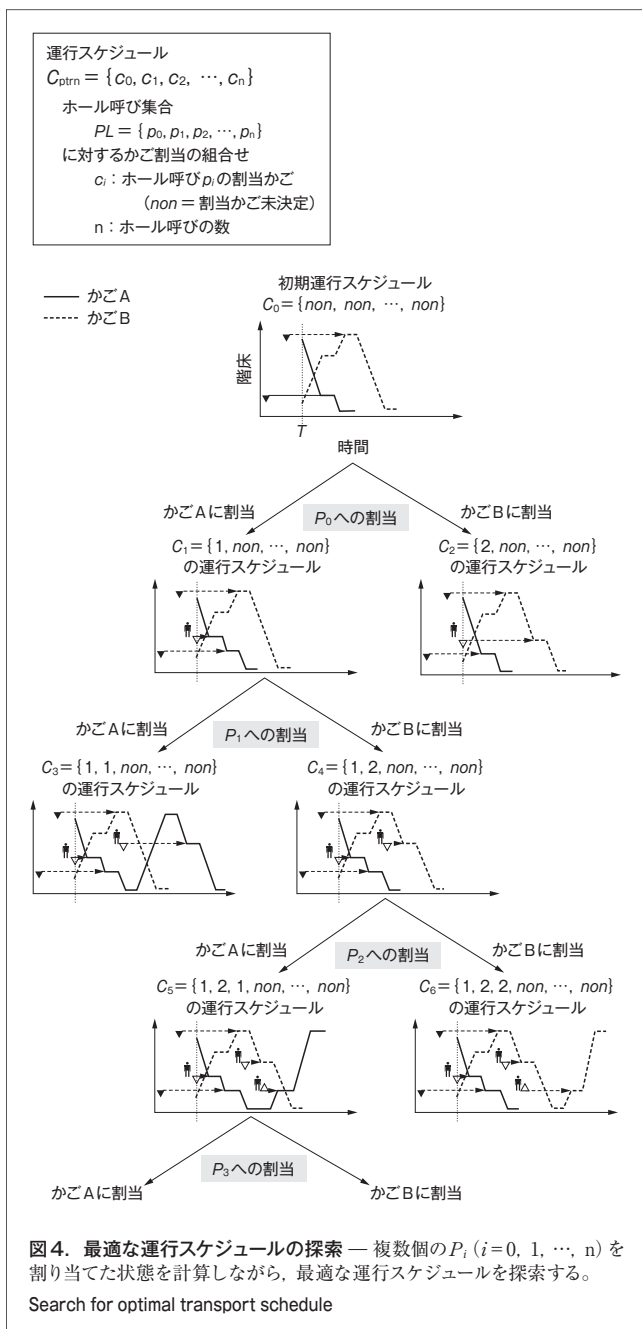 運行スケジュール
Cptrn＝{c0, c1, c2, …, cn}
ホール呼び集合
PL＝{p0, p1, p2, …, pn}
に対するかご割当の組合せ
ci：ホール呼びpiの割当かご
（non＝割当かご未決定）
n：ホール呼びの数
かごA
かごB
初期運行スケジュール
C0＝{non, non, …, non}
階床
T
時間
かごAに割当
P0への割当
かごBに割当
C1＝{1, non, …, non}
の運行スケジュール
C2＝{2, non, …, non}
の運行スケジュール
かごAに割当
P1への割当
かごBに割当
C3＝{1, 1, non, …, non}
の運行スケジュール
C4＝{1, 2, non, …, non}
の運行スケジュール
かごAに割当
P2への割当
かごBに割当
C5＝{1, 2, 1, non, …, non}
の運行スケジュール
C6＝{1, 2, 2, non, …, non}
の運行スケジュール
P3への割当
かごAに割当
かごBに割当
図4．最適な運行スケジュールの探索 — 複数個のPi (i＝0, 1, …, n) を
割り当てた状態を計算しながら，最適な運行スケジュールを探索する。
Search for optimal transport schedule